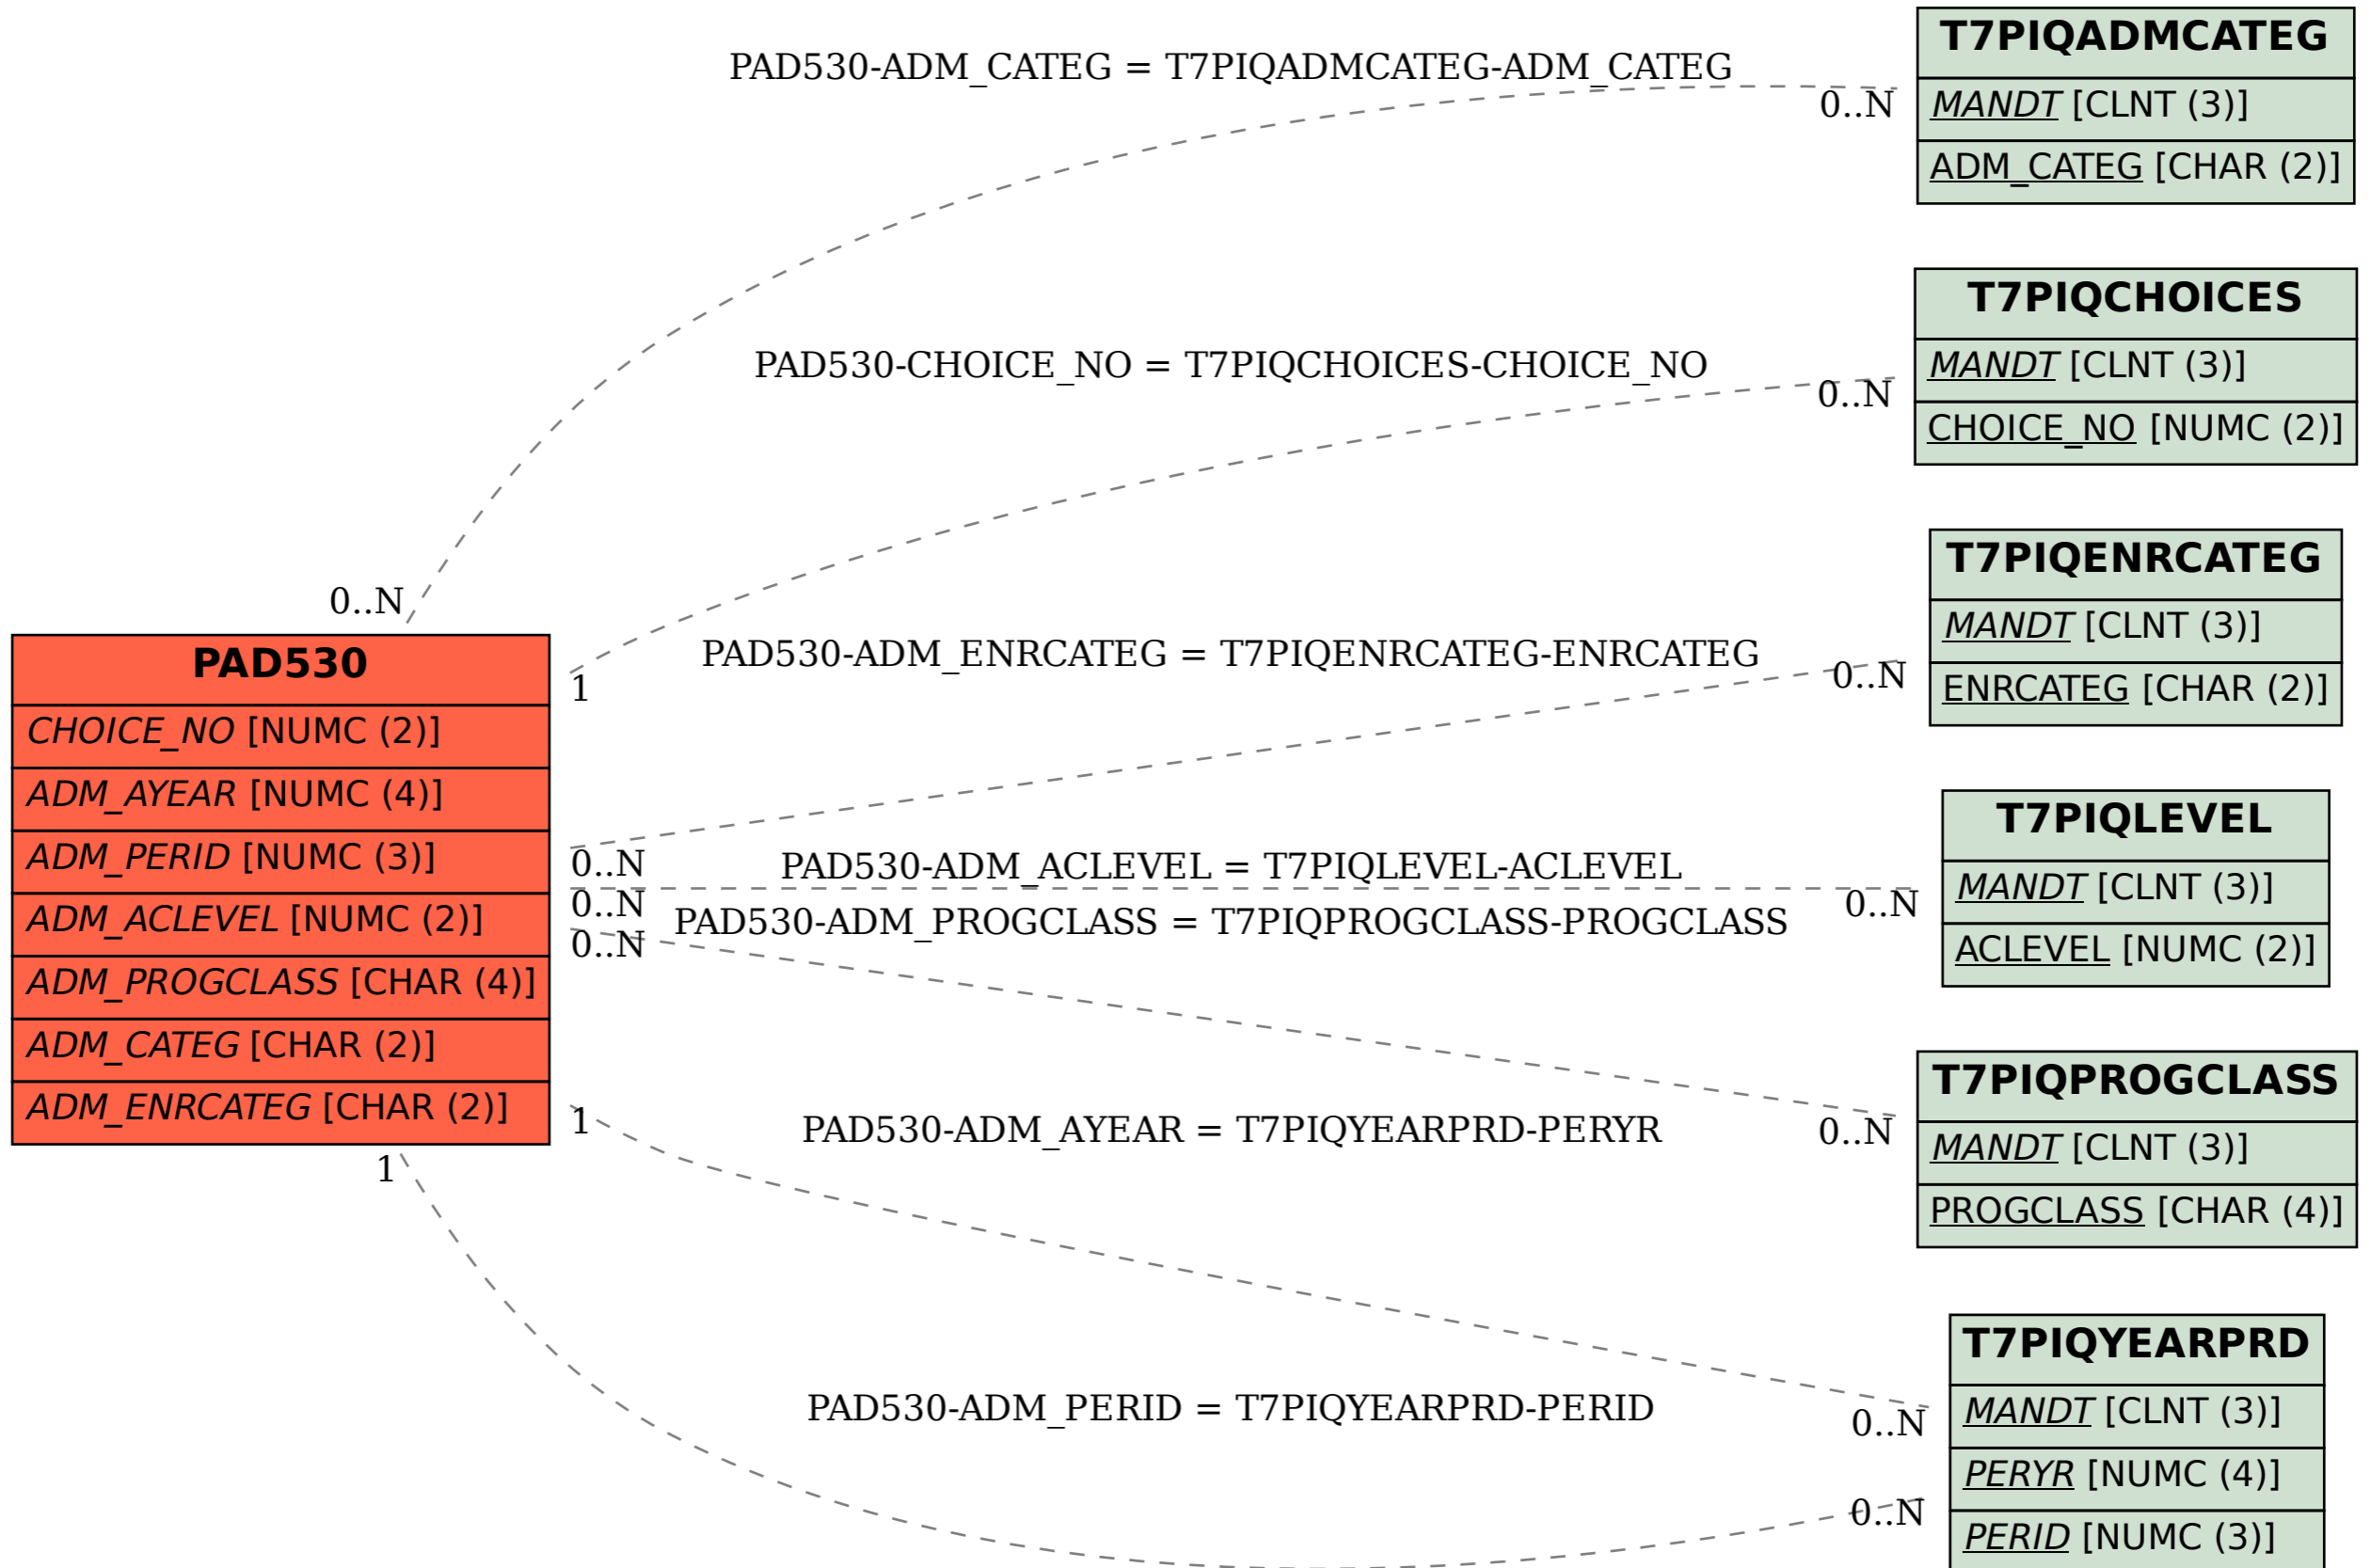 PAD530-ADM_CATEG = T7PIQADMCATEG-ADM_CATEG
0..N
0..N
T7PIQADMCATEG
MANDT [CLNT (3)]
ADM_CATEG [CHAR (2)]
PAD530-CHOICE_NO = T7PIQCHOICES-CHOICE_NO
0..N
1
T7PIQCHOICES
MANDT [CLNT (3)]
CHOICE_NO [NUMC (2)]
PAD530-ADM_ENRCATEG = T7PIQENRCATEG-ENRCATEG
0..N
0..N
T7PIQENRCATEG
MANDT [CLNT (3)]
ENRCATEG [CHAR (2)]
PAD530
CHOICE_NO [NUMC (2)]
ADM_AYEAR [NUMC (4)]
ADM_PERID [NUMC (3)]
ADM_ACLEVEL [NUMC (2)]
ADM_PROGCLASS [CHAR (4)]
ADM_CATEG [CHAR (2)]
ADM_ENRCATEG [CHAR (2)]
PAD530-ADM_ACLEVEL = T7PIQLEVEL-ACLEVEL
0..N
0..N
T7PIQLEVEL
MANDT [CLNT (3)]
ACLEVEL [NUMC (2)]
PAD530-ADM_PROGCLASS = T7PIQPROGCLASS-PROGCLASS
0..N
0..N
T7PIQPROGCLASS
MANDT [CLNT (3)]
PROGCLASS [CHAR (4)]
PAD530-ADM_AYEAR = T7PIQYEARPRD-PERYR
1
0..N
PAD530-ADM_PERID = T7PIQYEARPRD-PERID
1
0..N
T7PIQYEARPRD
MANDT [CLNT (3)]
PERYR [NUMC (4)]
PERID [NUMC (3)]